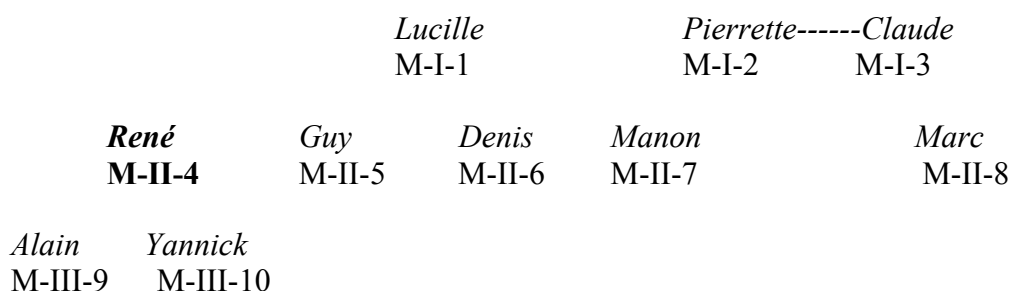 Lucille Pierrette------Claude
M-I-1 M-I-2 M-I-3
René Guy Denis Manon Marc
M-II-4 M-II-5 M-II-6 M-II-7 M-II-8
Alain Yannick
M-III-9 M-III-10